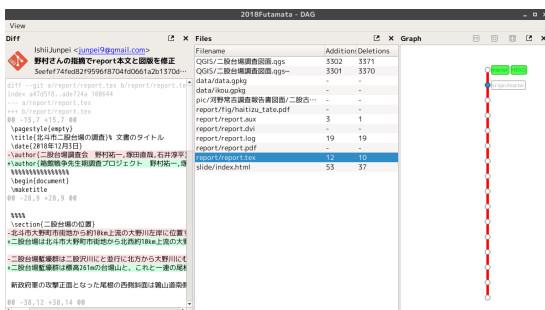 2018Futamata - DAG
View
Diff
IshiiJunpei <junpei9@gmail.com>
野村さんの指摘でreport本文と図版を修正
3eefef74fed82f9596f8704fd0661a2b1370d…
diff --git a/report/report.tex b/report/report.te
index a47d5f8..ade724a 100644
--- a/report/report.tex
+++ b/report/report.tex
@@ -15,7 +15,7 @@
\pagestyle{empty}
\title{北斗市二股台場の調査}% 文書のタイトル
\date{2018年12月3日}
-\author{二股台場調査会 野村祐一,塚田直哉,石井淳平}
+\author{箱館戦争先生期調査プロジェクト 野村祐一,塚
%%%%%%%%%%%%%%%
\begin{document}
\maketitle
@@ -28,9 +28,9 @@
%%%%
\section{二股台場の位置}
-北斗市大野町市街地から約10km上流の大野川左岸に位置す
+二股台場は北斗市大野町市街地から北西約10km上流の大
-二股台場塹壕群は二股沢川にと並行に北方から大野川にむ
+二股台場塹壕群は標高261mの台場山と、これと一連の尾根
新政府軍の攻撃正面となった尾根の西側斜面は
@@ -38,12 +38,14 @@
Files
Filename Additions Deletions
QGIS/二股台場調査図面.qgs 3302 3371
QGIS/二股台場調査図面.qgs~ 3301 3370
data/data.gpkg - -
data/ikou.gpkg - -
pic/河野常吉調査報告書図面/二股古… - -
report/fig/haitizu_tate.pdf - -
report/report.aux 3 1
report/report.dvi - -
report/report.log 19 19
report/report.pdf - -
report/report.tex 12 10
slide/index.html 53 37
Graph
master HEAD
origin/master